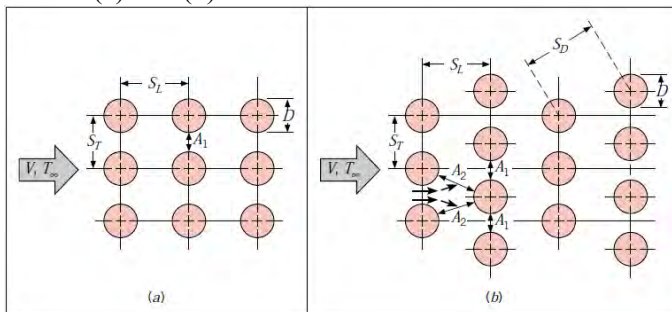 S_L
S_T
D
A_1
V, T_∞
(a)
S_D
S_L
D
S_T
A_2
A_1
V, T_∞
A_2
A_1
(b)